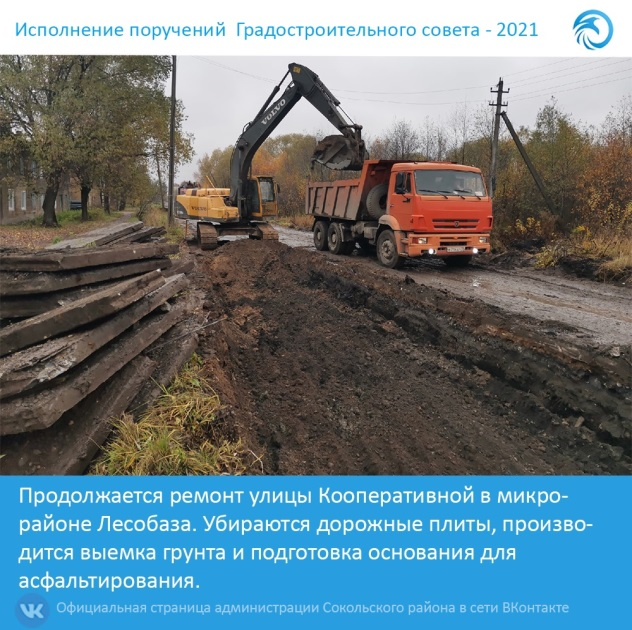 Исполнение поручений Градостроительного совета - 2021
VOLVO
Продолжается ремонт улицы Кооперативной в микро-
районе Лесобаза. Убираются дорожные плиты, произво-
дится выемка грунта и подготовка основания для
асфальтирования.
Официальная страница администрации Сокольского района в сети ВКонтакте